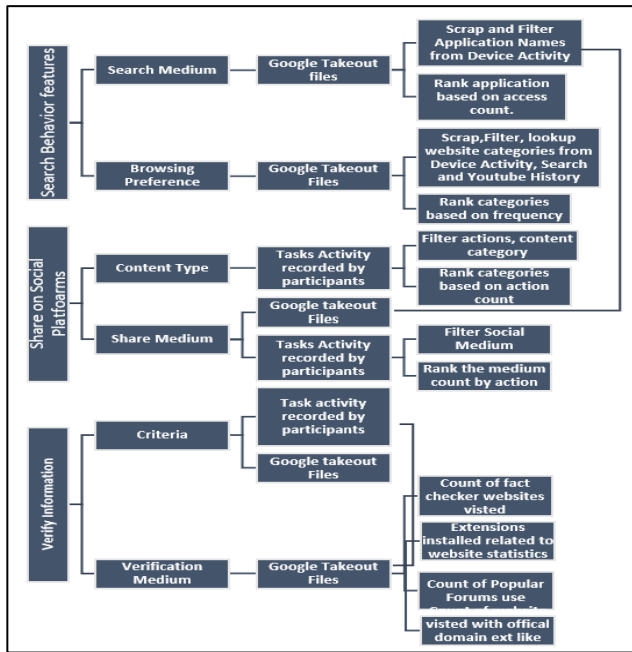 Search Behavior features
Search Medium
Google Takeout
files
Scrap and Filter
Application Names
from Device Activity
Rank application
based on access
count.
Browsing
Preference
Google Takeout
Files
Scrap,Filter, lookup
website categories from
Device Activity, Search
and Youtube History
Rank categories
based on frequency
Share on Social
Platfoarms
Content Type
Tasks Activity
recorded by
participants
Filter actions, content
category
Rank categories
based on action
count
Share Medium
Google takeout
Files
Tasks Activity
recorded by
participants
Filter Social
Medium
Rank the medium
count by action
Verify Information
Criteria
Task activity
recorded by
participants
Google takeout
Files
Verification
Medium
Google Takeout
Files
Count of fact
checker websites
visted
Extensions
installed related to
website statistics
Count of Popular
Forums use
visted with offical
domain ext like